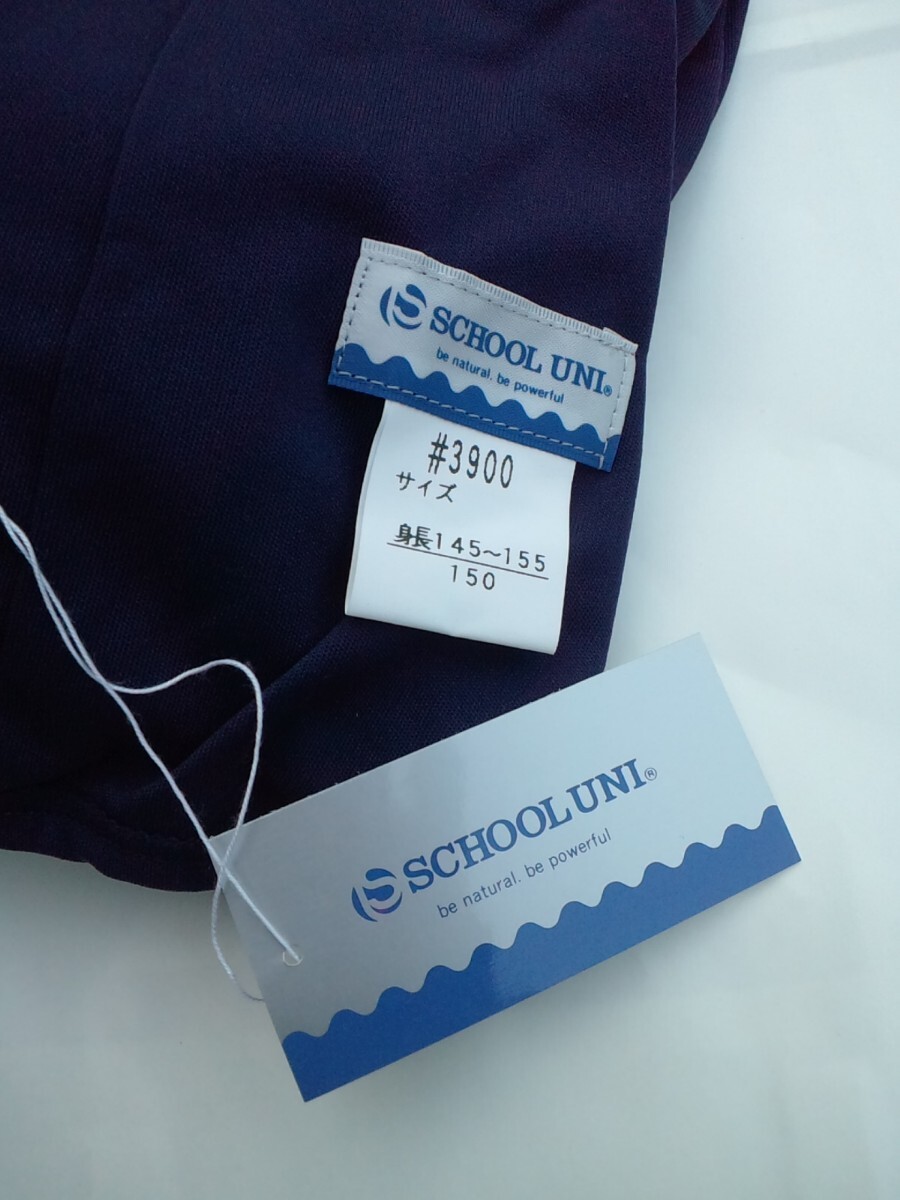 SCHOOL UNI®
be natural. be powerful
#3900
サイズ
身長145～155
150
SCHOOL UNI®
be natural. be powerful